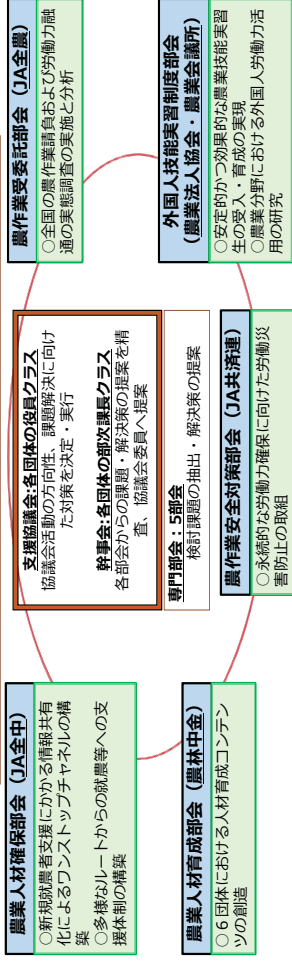 農業人材確保部会（JA全中）
○新規就農者支援にかかる情報共有
化によるワンストップチャネルの構
築
○多様なルートからの就農等への支
援体制の構築
支援協議会:各団体の役員クラス
協議会活動の方向性、課題解決に向け
た対策を決定・実行
幹事会:各団体の部次課長クラス
各部会からの課題・解決策の提案を精
査、協議会委員へ提案
専門部会：5部会
検討課題の抽出・解決策の提案
農作業受委託部会（JA全農）
○全国の農作業請負および労働力融
通の実態調査の実施と分析
農業人材育成部会（農林中金）
○６団体における人材育成コンテン
ツの創造
農作業安全対策部会（JA共済連）
○永続的な労働力確保に向けた労働災
害防止の取組
外国人技能実習制度部会
（農業法人協会・農業会議所）
○安定的かつ効果的な農業技能実習
生の受入・育成の実現
○農業分野における外国人労働力活
用の研究